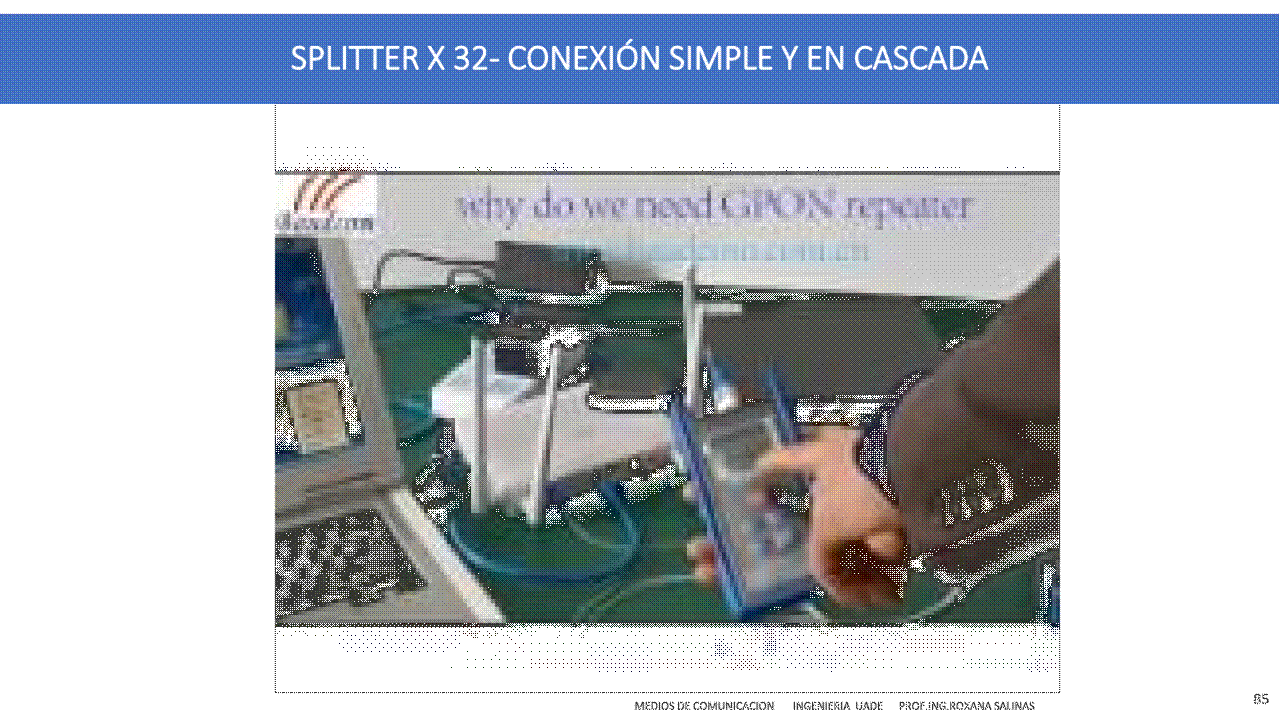 SPLITTER X 32- CONEXIÓN SIMPLE Y EN CASCADA
why do we need GPON repeater
MEDIOS DE COMUNICACION INGENIERIA UADE PROF.ING.ROXANA SALINAS
85